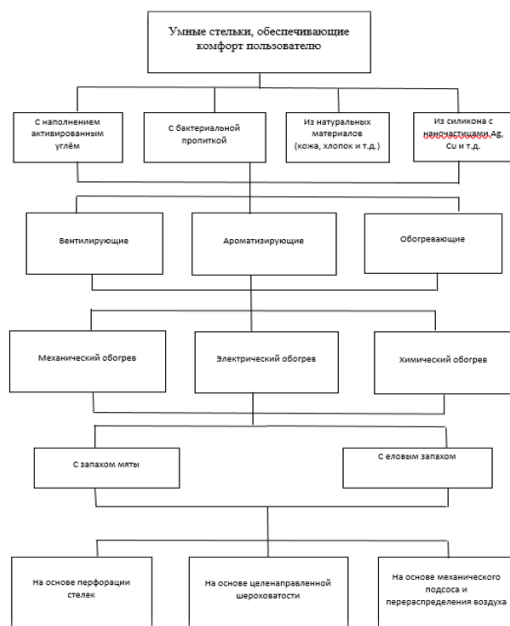 Умные стельки, обеспечивающие
комфорт пользователю
С наполнением
активированным
углём
С бактериальной
пропиткой
Из натуральных
материалов
(кожа, хлопок и т.д.)
Из силикона с
наночастицами Ag,
Cu и т.д.
Вентилирующие
Ароматизирующие
Обогревающие
Механический обогрев
Электрический обогрев
Химический обогрев
С запахом мяты
С еловым запахом
На основе перфорации
стелек
На основе целенаправленной
шероховатости
На основе механического
подсоса и
перераспределения воздуха